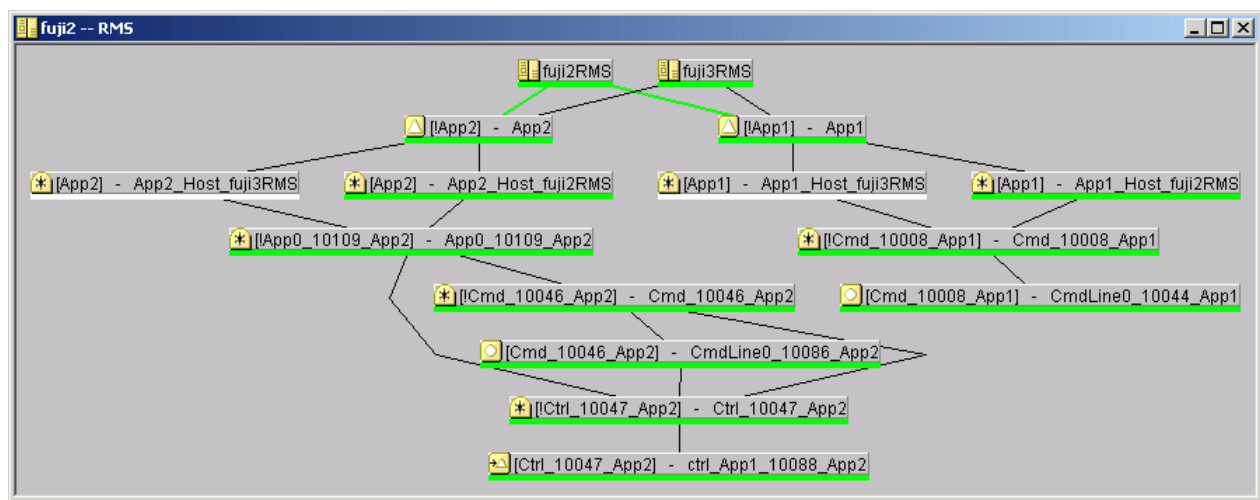 fuji2 -- RMS
fuji2RMS fuji3RMS
[!App2] - App2 [!App1] - App1
[App2] - App2_Host_fuji3RMS [App2] - App2_Host_fuji2RMS [App1] - App1_Host_fuji3RMS [App1] - App1_Host_fuji2RMS
[!App0_10109_App2] - App0_10109_App2 [!Cmd_10008_App1] - Cmd_10008_App1
[!Cmd_10046_App2] - Cmd_10046_App2 [Cmd_10008_App1] - CmdLine0_10044_App1
[Cmd_10046_App2] - CmdLine0_10086_App2
[!Ctrl_10047_App2] - Ctrl_10047_App2
[Ctrl_10047_App2] - ctrl_App1_10088_App2